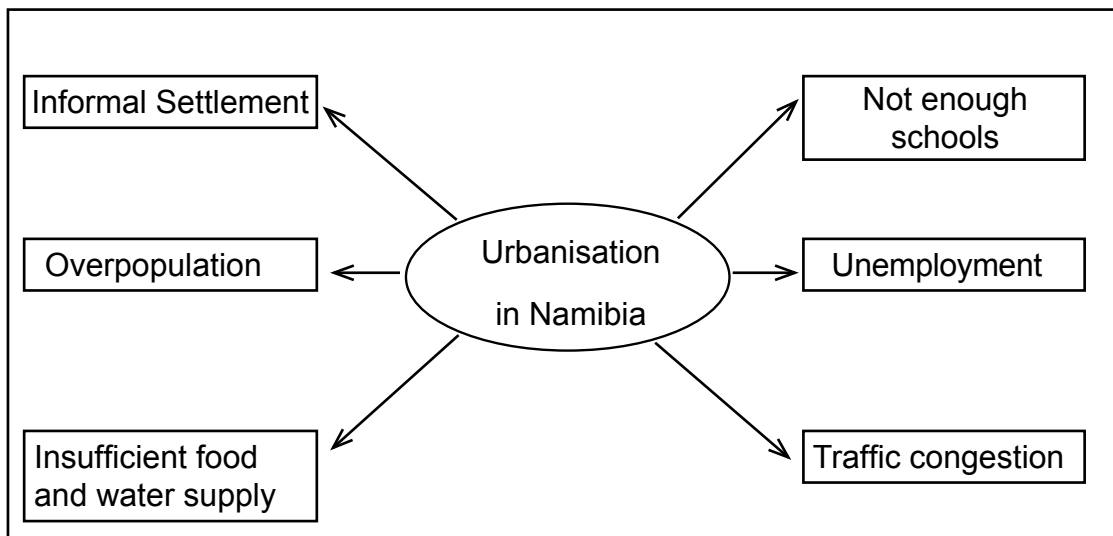 Informal Settlement
Overpopulation
Insufficient food
and water supply
Urbanisation
in Namibia
Not enough
schools
Unemployment
Traffic congestion